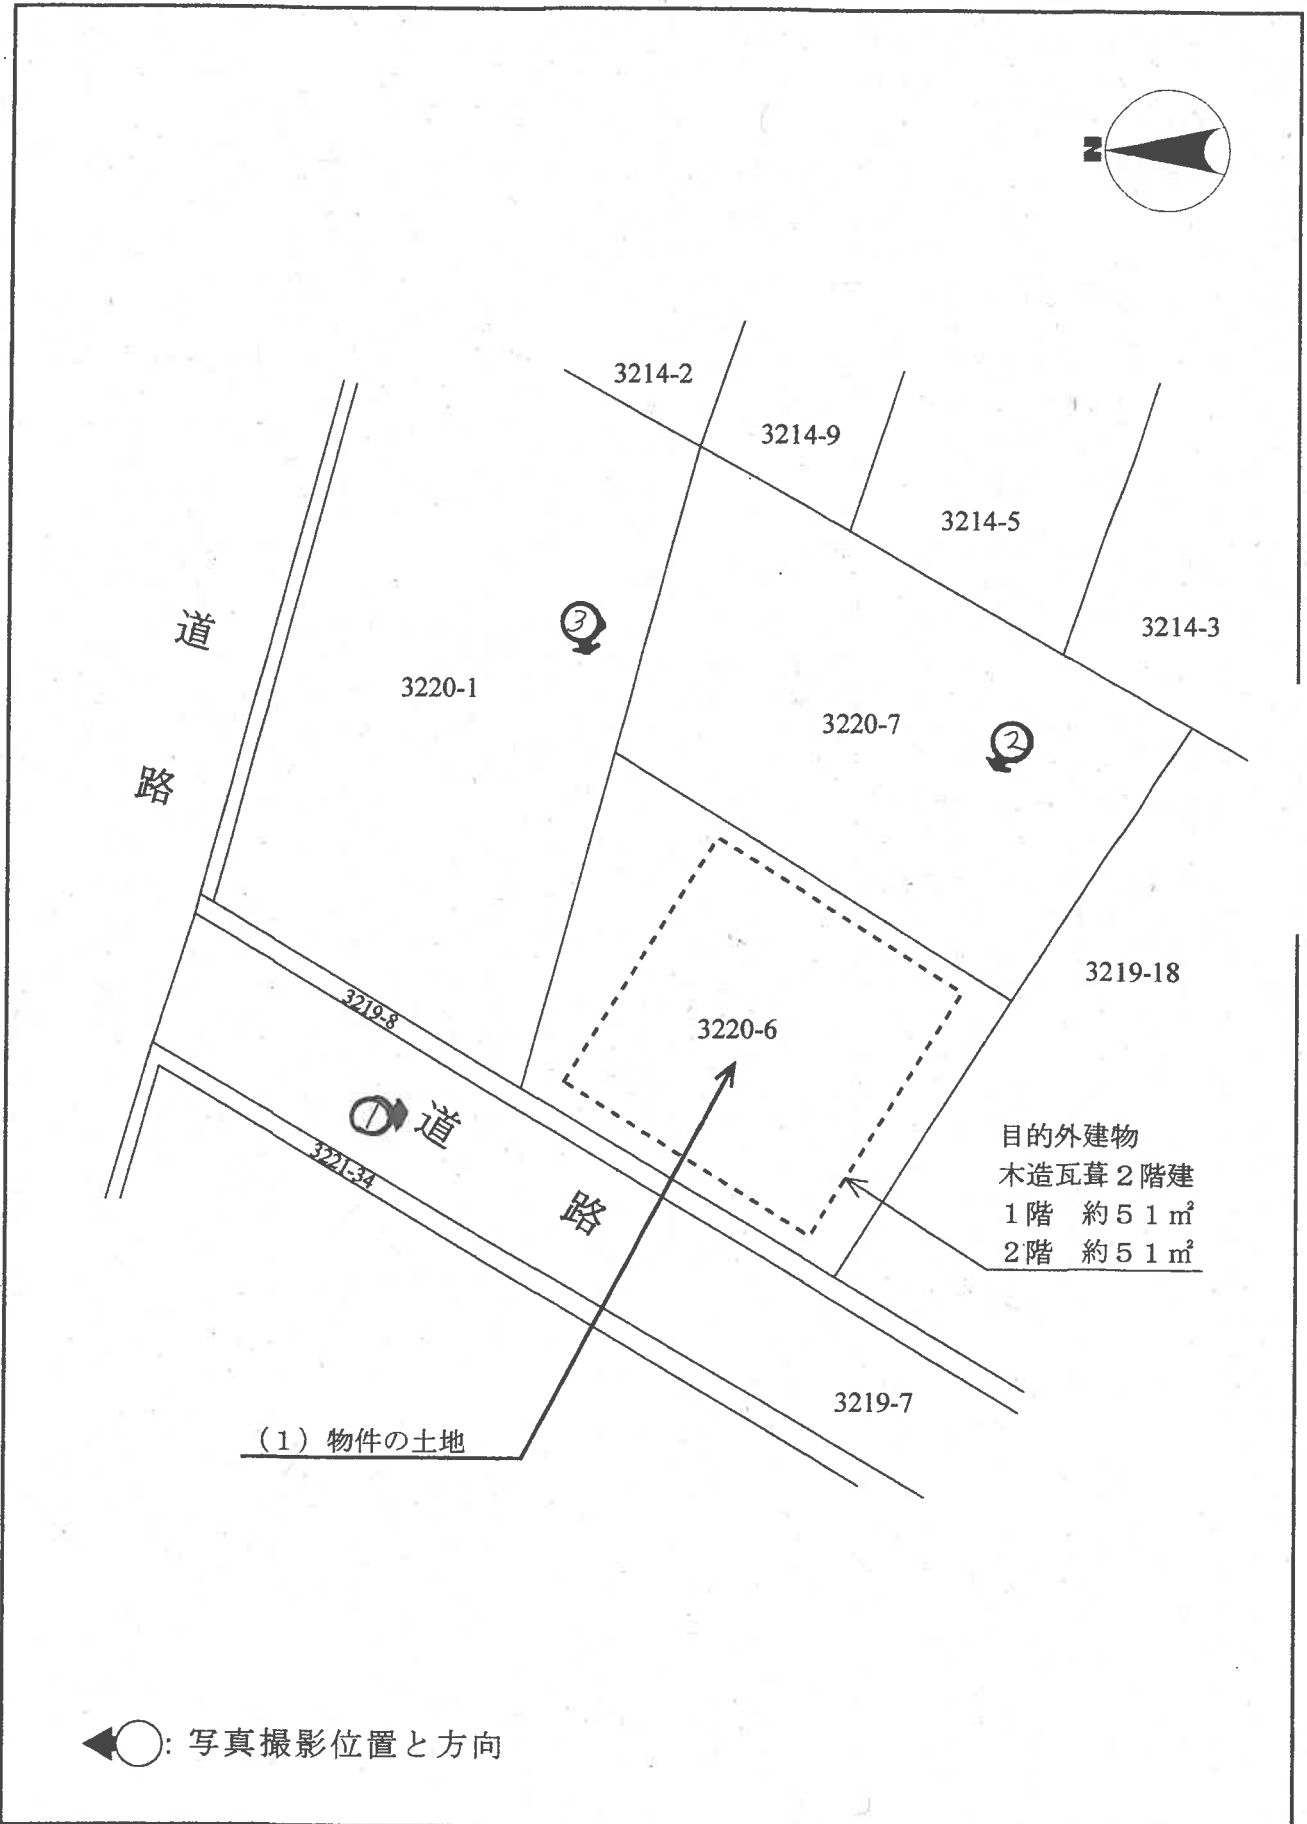 N
3214-2
3214-9
3214-5
3214-3
道
路
3220-1
③
3220-7
②
3219-18
3219-8
3220-6
①
道
路
3221-34
目的外建物
木造瓦葺２階建
１階　約５１㎡
２階　約５１㎡
3219-7
（１）物件の土地
：写真撮影位置と方向